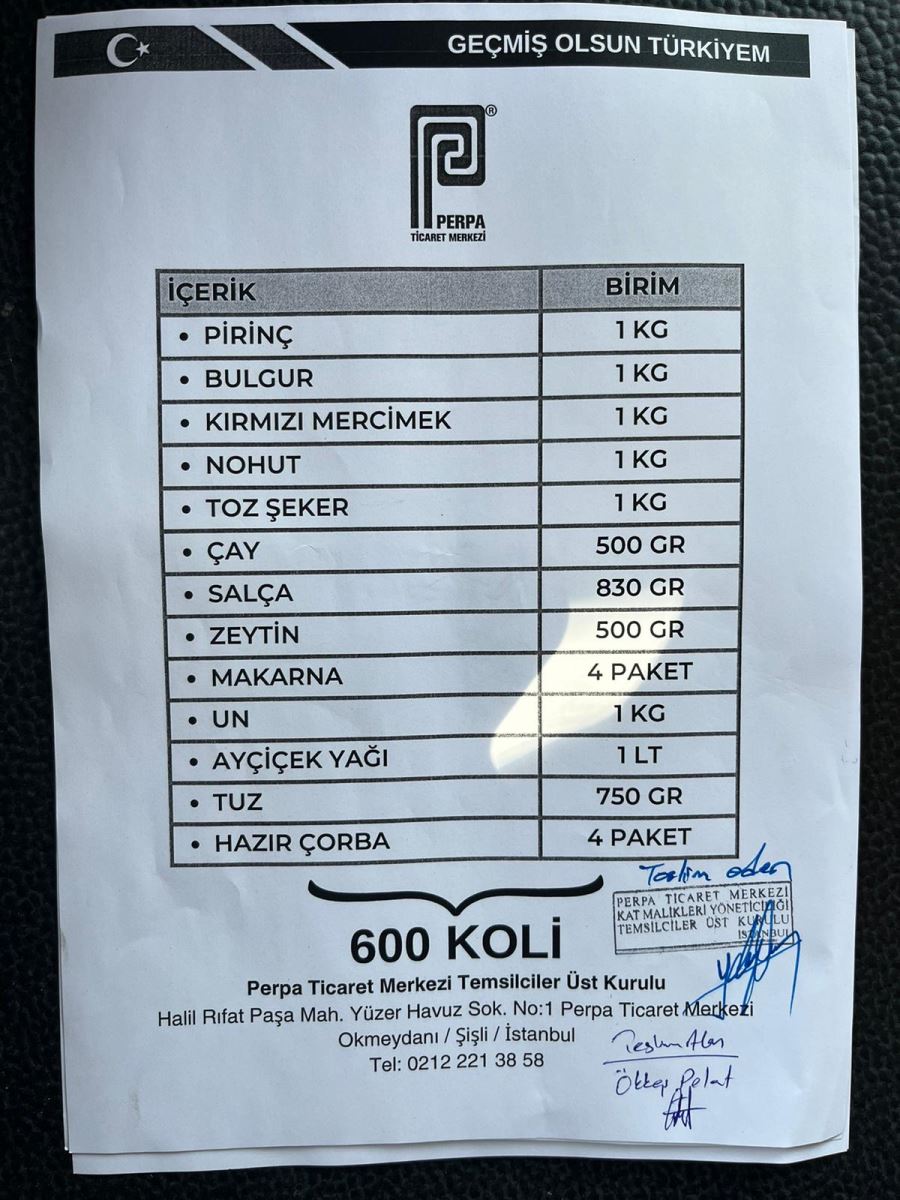 GEÇMİŞ OLSUN TÜRKİYEM
®
PERPA
TİCARET MERKEZİ
İÇERİK BİRİM
• PİRİNÇ 1 KG
• BULGUR 1 KG
• KIRMIZI MERCİMEK 1 KG
• NOHUT 1 KG
• TOZ ŞEKER 1 KG
• ÇAY 500 GR
• SALÇA 830 GR
• ZEYTİN 500 GR
• MAKARNA 4 PAKET
• UN 1 KG
• AYÇİÇEK YAĞI 1 LT
• TUZ 750 GR
• HAZIR ÇORBA 4 PAKET
Teslim eden
PERPA TİCARET MERKEZİ
KAT MALİKLERİ YÖNETİCİLİĞİ
TEMSİLCİLER ÜST KURULU
İSTANBUL
600 KOLİ
Perpa Ticaret Merkezi Temsilciler Üst Kurulu
Halil Rıfat Paşa Mah. Yüzer Havuz Sok. No:1 Perpa Ticaret Merkezi
Okmeydanı / Şişli / İstanbul
Tel: 0212 221 38 58
Teslim Alan
Ökkeş Polat